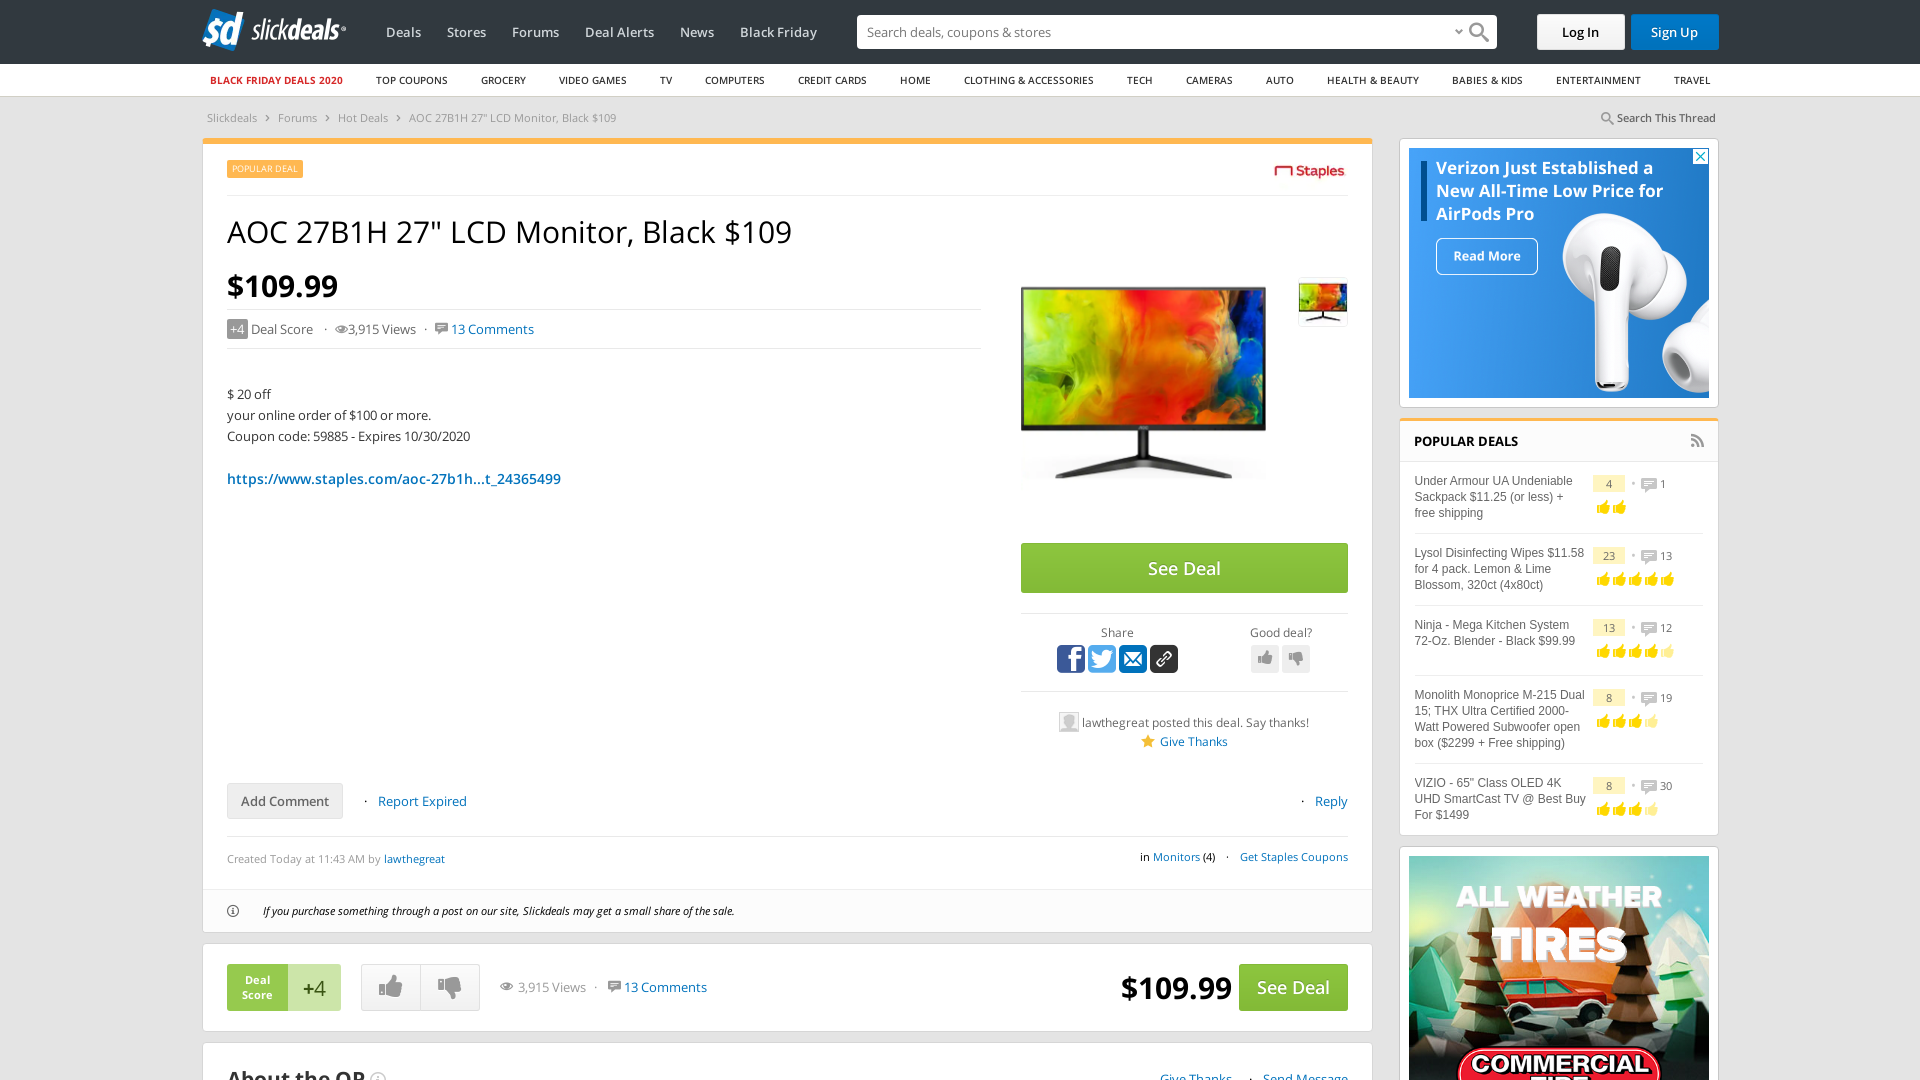 slickdeals
Deals
Stores
Forums
Deal Alerts
News
Black Friday
Search deals, coupons & stores
Log In
Sign Up
BLACK FRIDAY DEALS 2020
TOP COUPONS
GROCERY
VIDEO GAMES
TV
COMPUTERS
CREDIT CARDS
HOME
CLOTHING & ACCESSORIES
TECH
CAMERAS
AUTO
HEALTH & BEAUTY
BABIES & KIDS
ENTERTAINMENT
TRAVEL
Slickdeals › Forums › Hot Deals › AOC 27B1H 27" LCD Monitor, Black $109
Search This Thread
POPULAR DEAL
Staples
AOC 27B1H 27" LCD Monitor, Black $109
$109.99
+4 Deal Score · 3,915 Views · 13 Comments
$ 20 off
your online order of $100 or more.
Coupon code: 59885 - Expires 10/30/2020
https://www.staples.com/aoc-27b1h...t_24365499
See Deal
Share
Good deal?
lawthegreat posted this deal. Say thanks!
Give Thanks
Add Comment · Report Expired
· Reply
Created Today at 11:43 AM by lawthegreat
in Monitors (4) · Get Staples Coupons
If you purchase something through a post on our site, Slickdeals may get a small share of the sale.
Deal
Score
+4
3,915 Views · 13 Comments
$109.99
See Deal
About the OP
Give Thanks · Send Message
Verizon Just Established a
New All-Time Low Price for
AirPods Pro
Read More
POPULAR DEALS
Under Armour UA Undeniable
Sackpack $11.25 (or less) +
free shipping
4 • 1
Lysol Disinfecting Wipes $11.58
for 4 pack. Lemon & Lime
Blossom, 320ct (4x80ct)
23 • 13
Ninja - Mega Kitchen System
72-Oz. Blender - Black $99.99
13 • 12
Monolith Monoprice M-215 Dual
15; THX Ultra Certified 2000-
Watt Powered Subwoofer open
box ($2299 + Free shipping)
8 • 19
VIZIO - 65" Class OLED 4K
UHD SmartCast TV @ Best Buy
For $1499
8 • 30
ALL WEATHER
TIRES
COMMERCIAL
TIRE